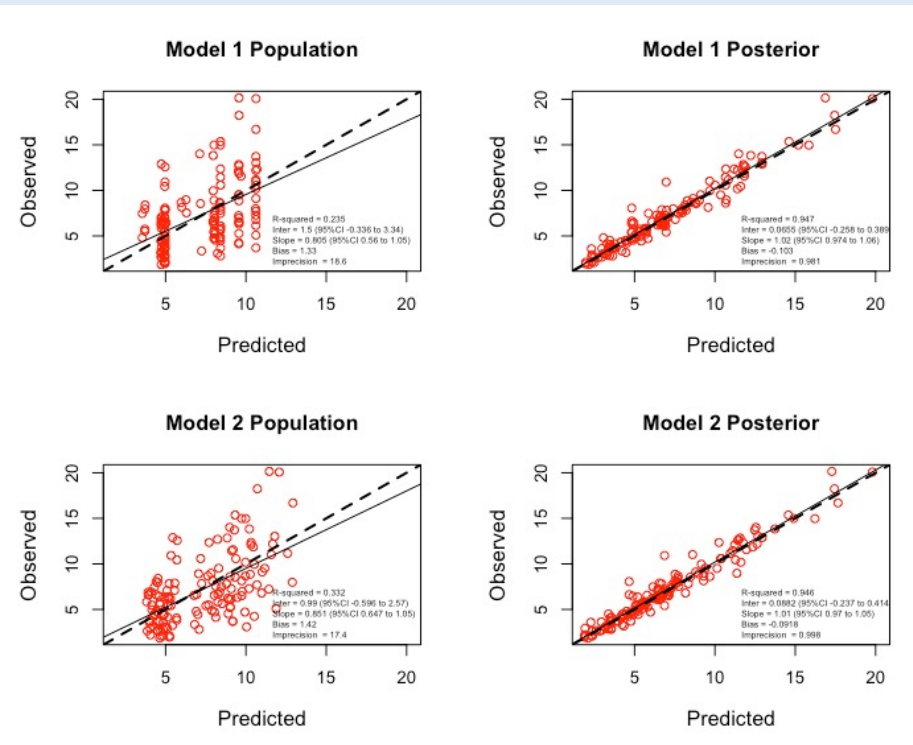 Model 1 Population
Model 1 Posterior
Observed
20
15
10
5
R-squared = 0.235
Inter = 1.5 (95%CI -0.336 to 3.34)
Slope = 0.805 (95%CI 0.56 to 1.05)
Bias = 1.33
Imprecision = 18.6
5
10
15
20
Predicted
Observed
20
15
10
5
R-squared = 0.947
Inter = 0.0655 (95%CI -0.258 to 0.389
Slope = 1.02 (95%CI 0.974 to 1.06)
Bias = -0.103
Imprecision = 0.981
5
10
15
20
Predicted
Model 2 Population
Model 2 Posterior
Observed
20
15
10
5
R-squared = 0.332
Inter = 0.99 (95%CI -0.596 to 2.57)
Slope = 0.851 (95%CI 0.647 to 1.05)
Bias = 1.42
Imprecision = 17.4
5
10
15
20
Predicted
Observed
20
15
10
5
R-squared = 0.946
Inter = 0.0882 (95%CI -0.237 to 0.414
Slope = 1.01 (95%CI 0.97 to 1.05)
Bias = -0.0918
Imprecision = 0.998
5
10
15
20
Predicted